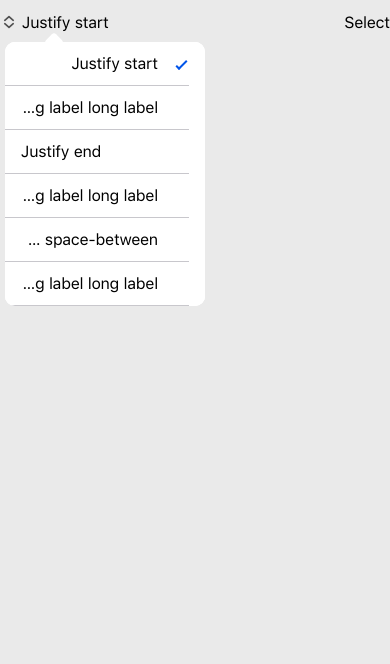 Justify start
Select
Justify start
...g label long label
Justify end
...g label long label
... space-between
...g label long label